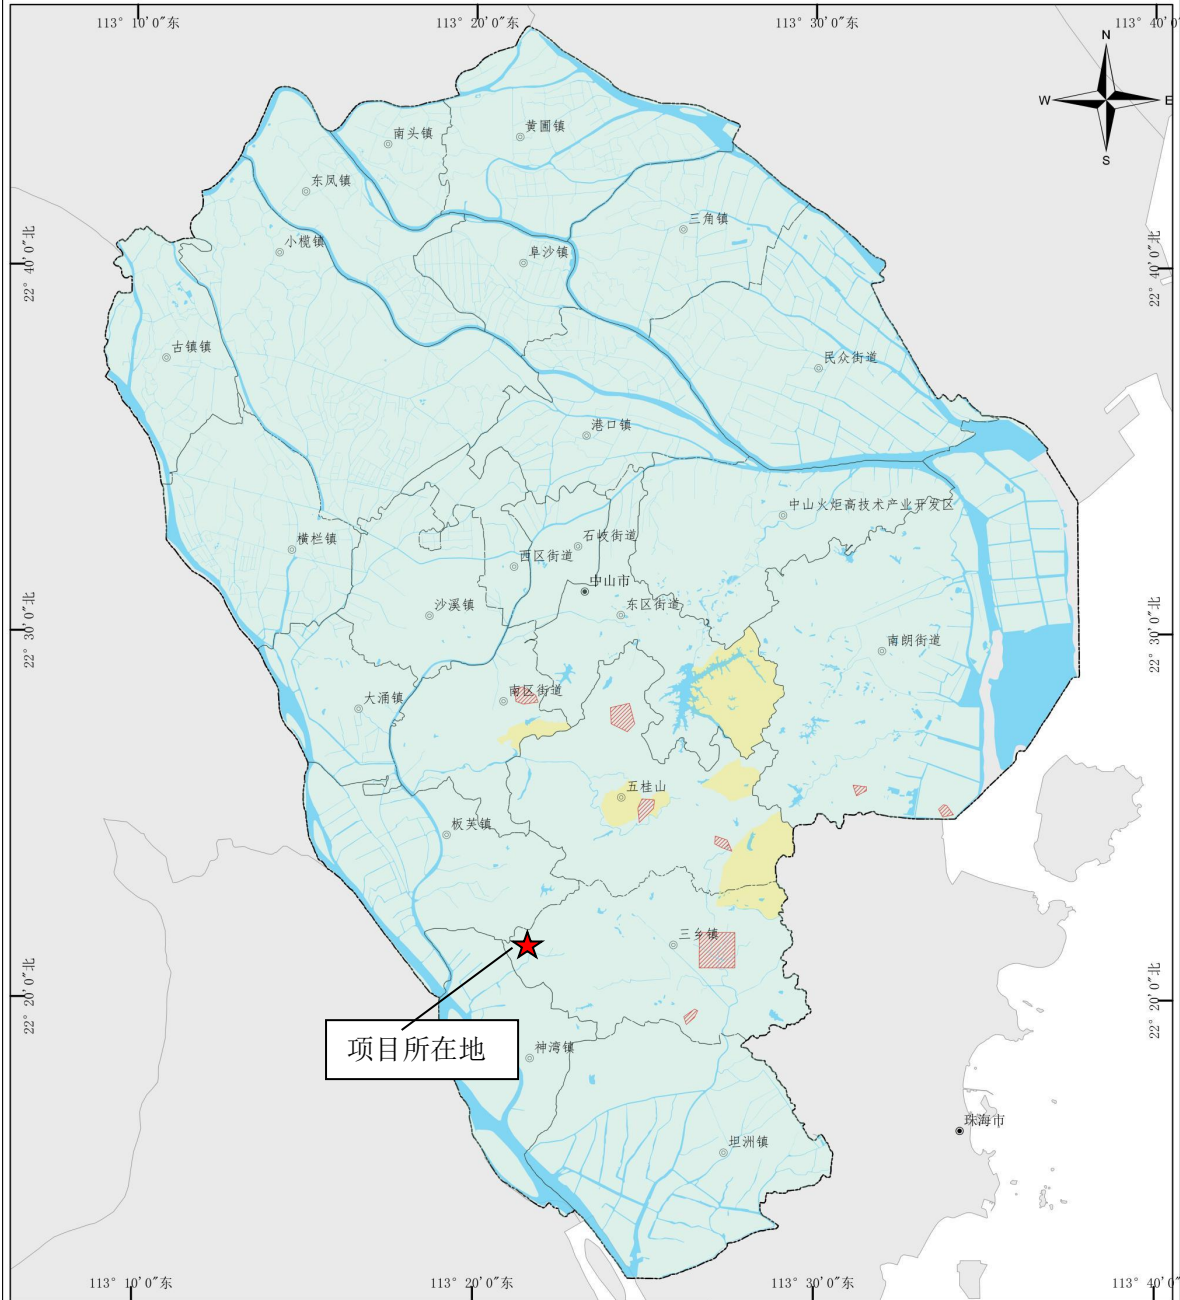 113° 10'0"东
113° 20'0"东
113° 30'0"东
113° 40'0"
N
W
E
S
南头镇
黄圃镇
东凤镇
三角镇
小榄镇
阜沙镇
22° 40'0"北
22° 40'0"北
古镇镇
民众街道
港口镇
中山火炬高技术产业开发区
横栏镇
石岐街道
西区街道
中山市
沙溪镇
东区街道
22° 30'0"北
22° 30'0"北
南朗街道
大涌镇
南区街道
五桂山
板芙镇
三乡镇
22° 20'0"北
22° 20'0"北
项目所在地
神湾镇
珠海市
坦洲镇
113° 10'0"东
113° 20'0"东
113° 30'0"东
113° 40'0"东